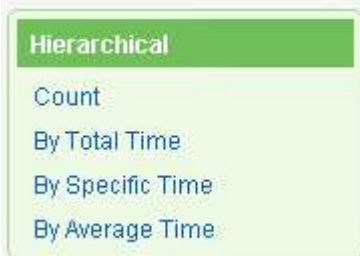 Hierarchical
Count
By Total Time
By Specific Time
By Average Time